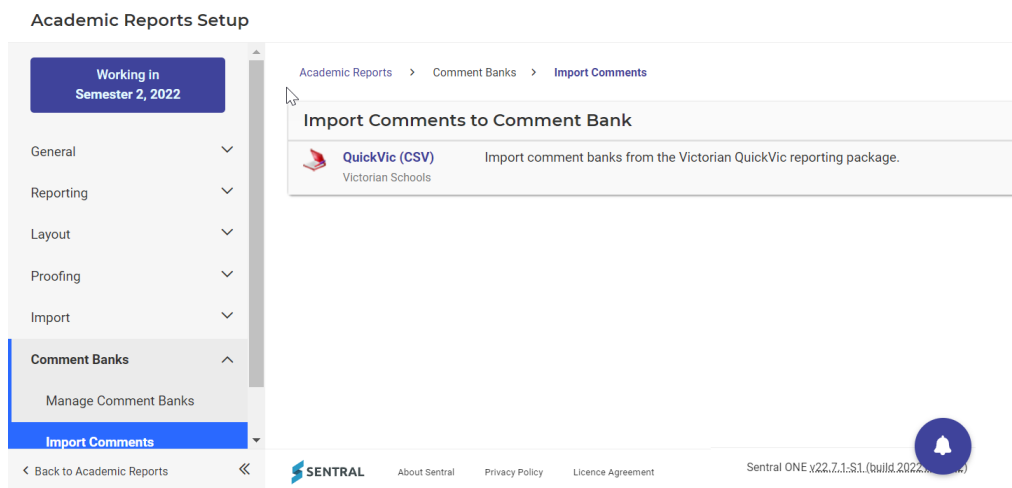 Academic Reports Setup
Working in
Semester 2, 2022
General
Reporting
Layout
Proofing
Import
Comment Banks
Manage Comment Banks
Import Comments
Back to Academic Reports
Academic Reports > Comment Banks > Import Comments
Import Comments to Comment Bank
QuickVic (CSV) Import comment banks from the Victorian QuickVic reporting package.
Victorian Schools
SENTRAL About Sentral Privacy Policy Licence Agreement Sentral ONE v22.7.1-S1 (build